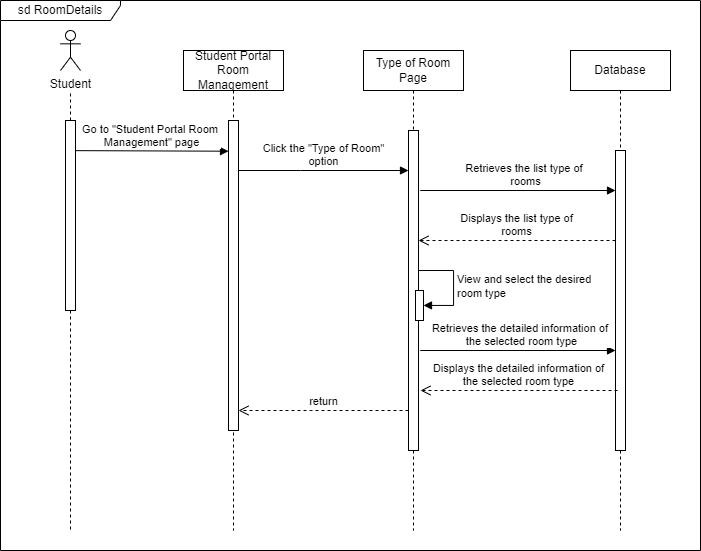 sd RoomDetails
Student
Student Portal
Room
Management
Type of Room
Page
Database
Go to "Student Portal Room
Management" page
Click the "Type of Room"
option
Retrieves the list type of
rooms
Displays the list type of
rooms
View and select the desired
room type
Retrieves the detailed information of
the selected room type
Displays the detailed information of
the selected room type
return